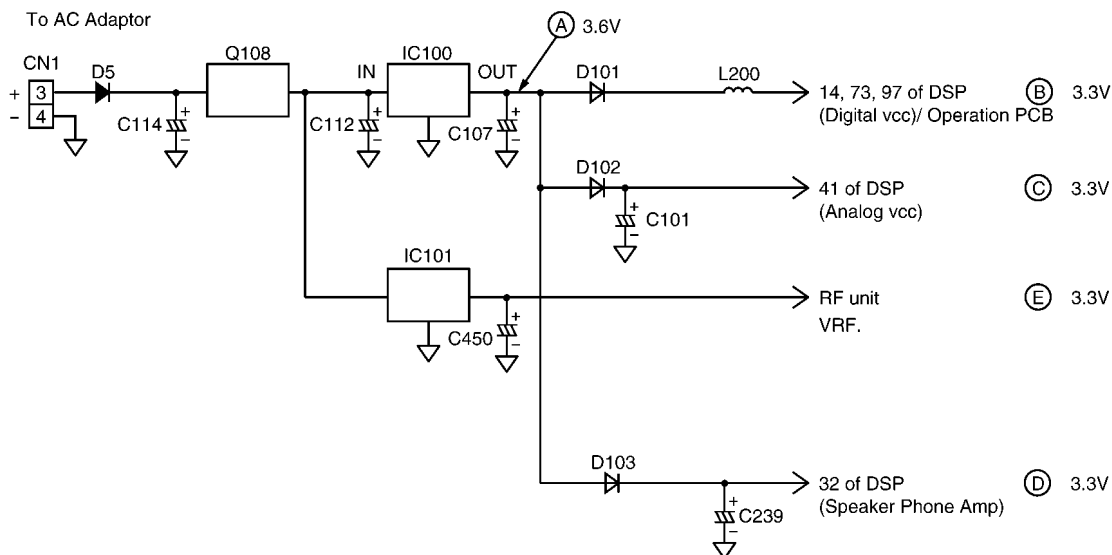 To AC Adaptor
A 3.6V
CN1
D5
Q108
IC100
IN
OUT
D101
L200
+ 3
- 4
C114
+
-
C112
+
-
C107
+
-
14, 73, 97 of DSP
(Digital vcc)/ Operation PCB
B 3.3V
D102
41 of DSP
(Analog vcc)
C 3.3V
C101
+
-
IC101
C450
+
-
RF unit
VRF.
E 3.3V
D103
32 of DSP
(Speaker Phone Amp)
D 3.3V
C239
+
-